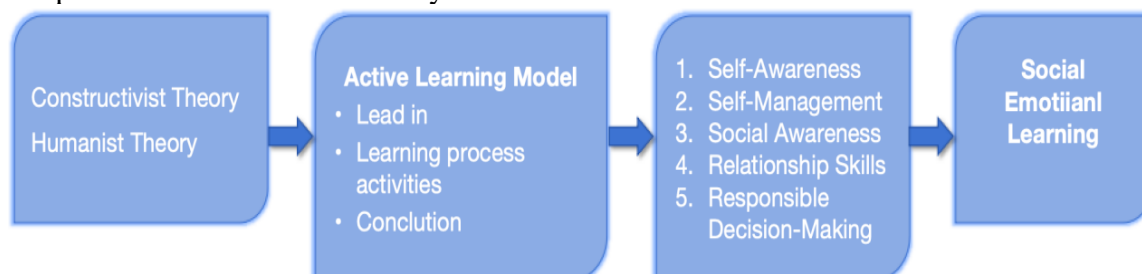 Constructivist Theory
Humanist Theory
Active Learning Model
• Lead in
• Learning process
activities
• Conclution
1. Self-Awareness
2. Self-Management
3. Social Awareness
4. Relationship Skills
5. Responsible
Decision-Making
Social
Emotiianl
Learning